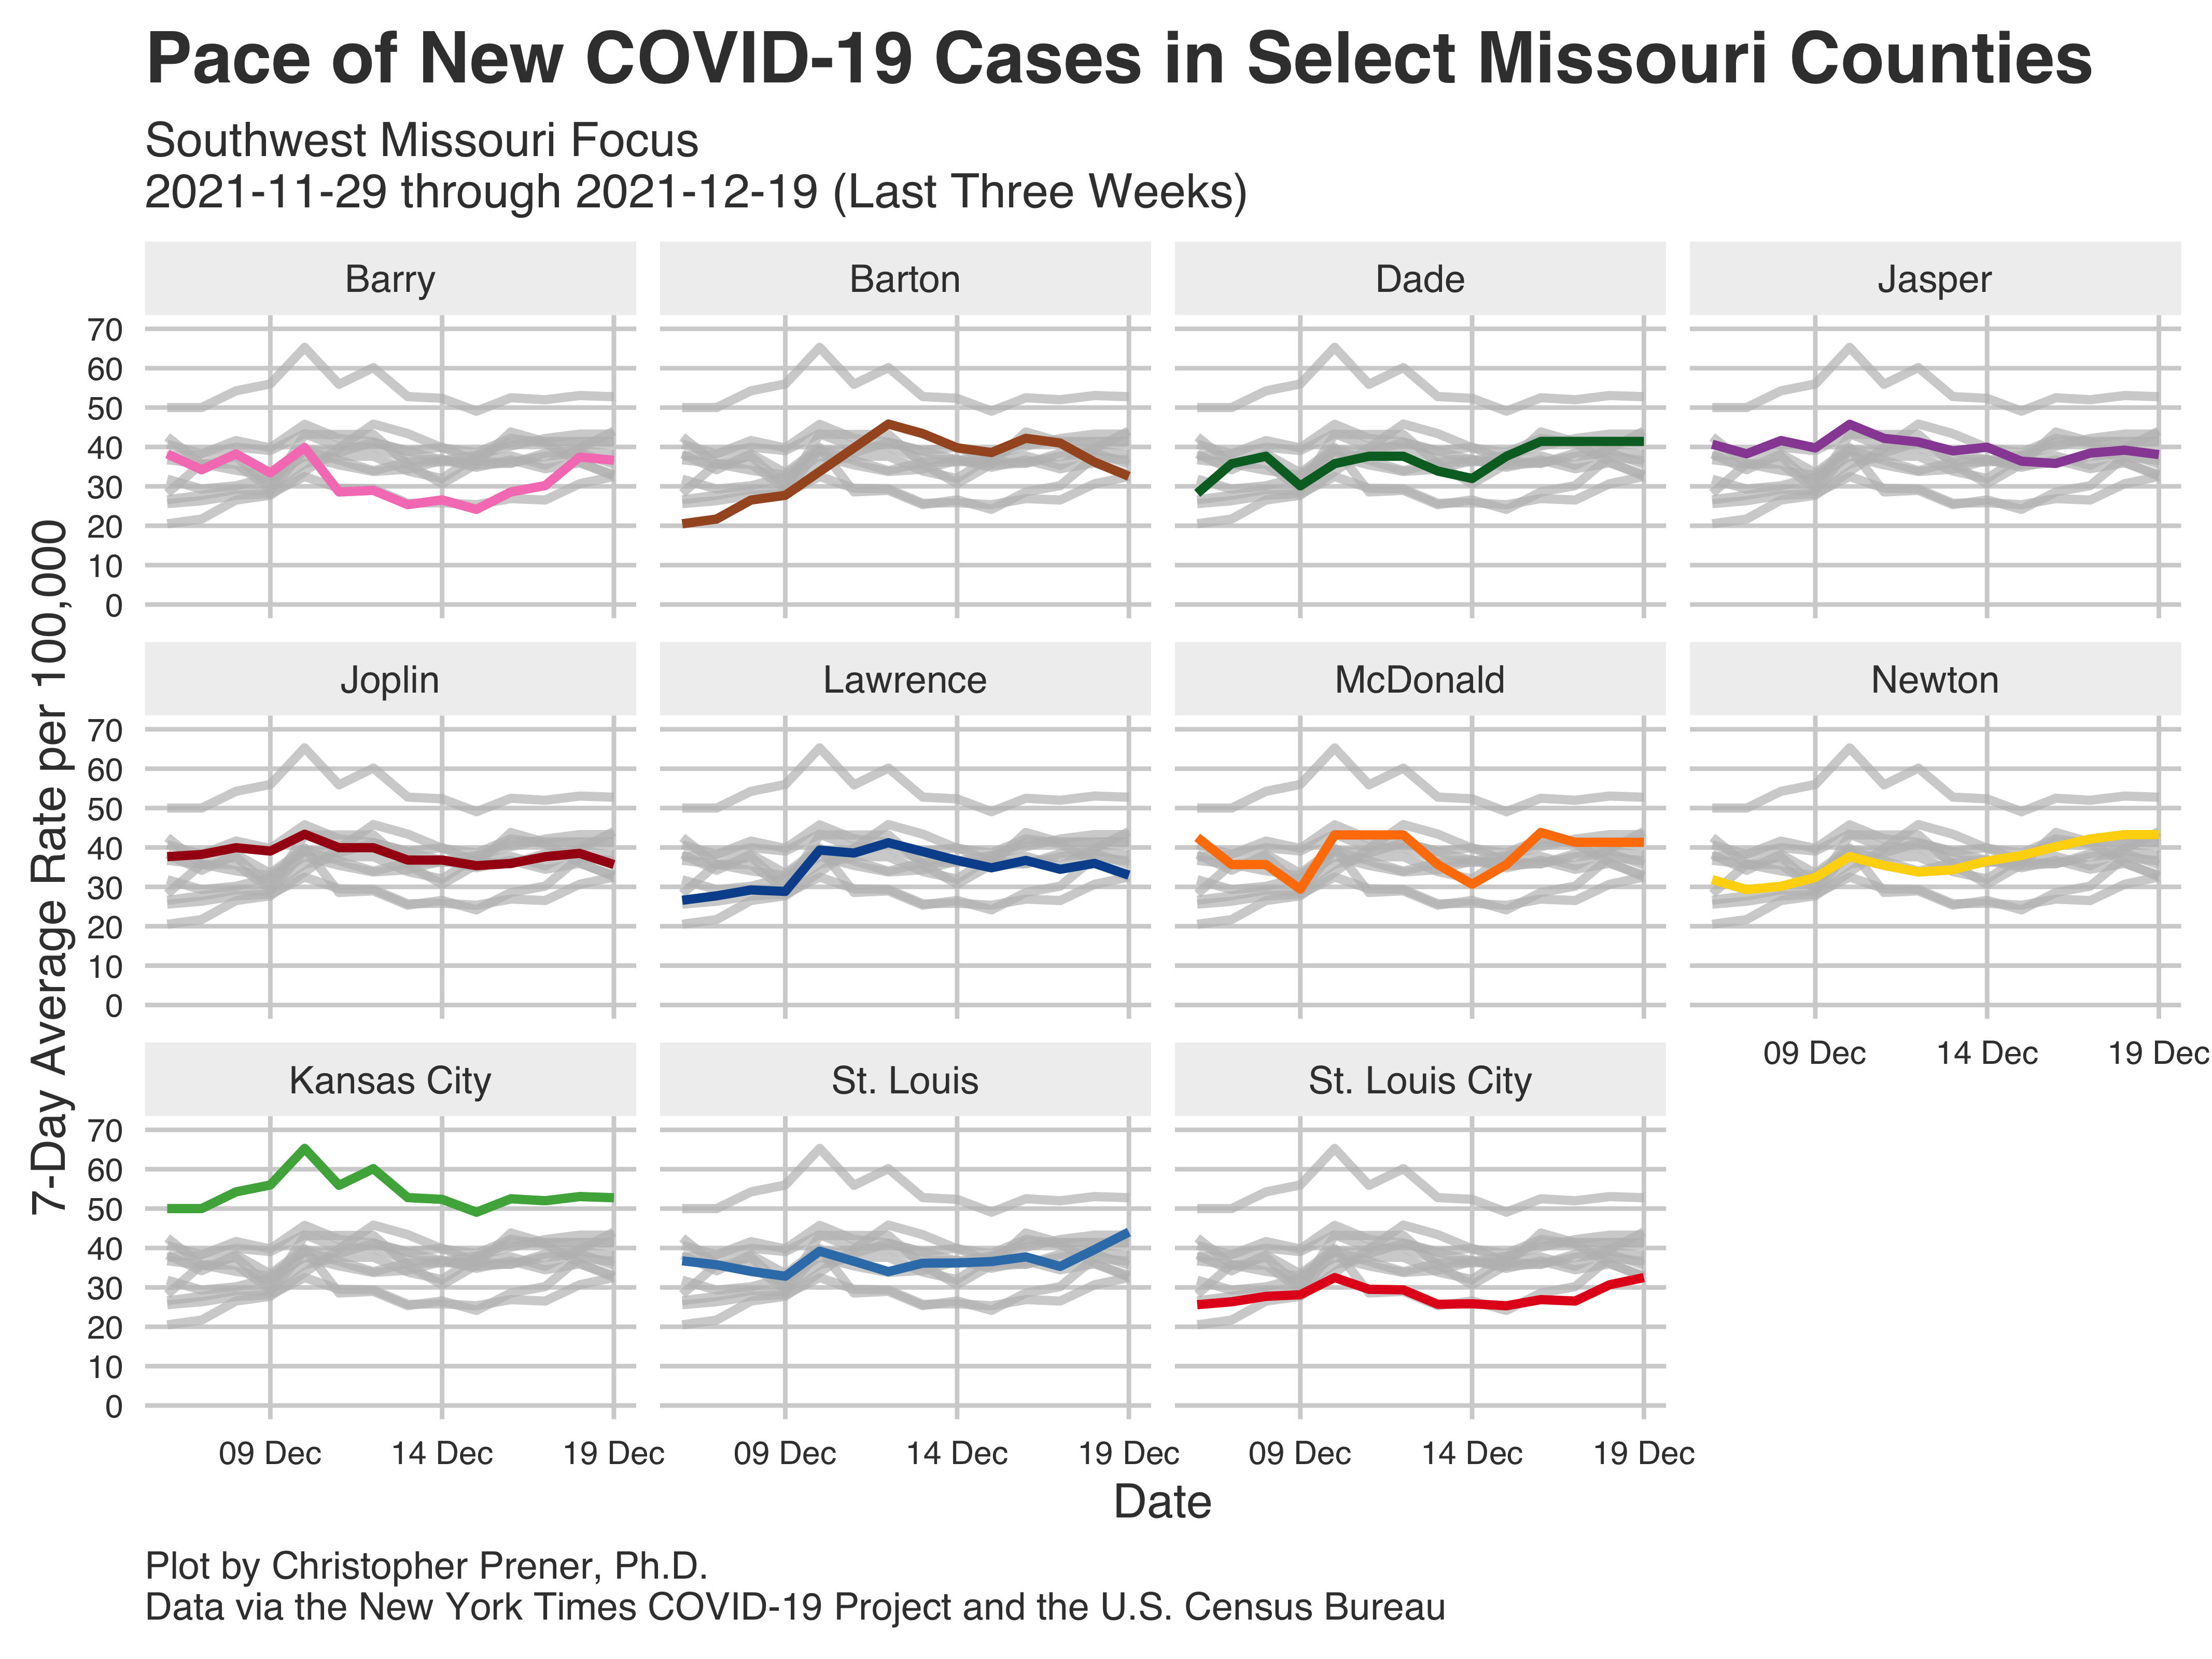 Pace of New COVID-19 Cases in Select Missouri Counties
Southwest Missouri Focus
2021-11-29 through 2021-12-19 (Last Three Weeks)
7-Day Average Rate per 100,000
Barry
Barton
Dade
Jasper
70
60
50
40
30
20
10
0
Joplin
Lawrence
McDonald
Newton
70
60
50
40
30
20
10
0
09 Dec
14 Dec
19 Dec
Kansas City
St. Louis
St. Louis City
70
60
50
40
30
20
10
0
09 Dec
14 Dec
19 Dec
09 Dec
14 Dec
19 Dec
09 Dec
14 Dec
19 Dec
Date
Plot by Christopher Prener, Ph.D.
Data via the New York Times COVID-19 Project and the U.S. Census Bureau